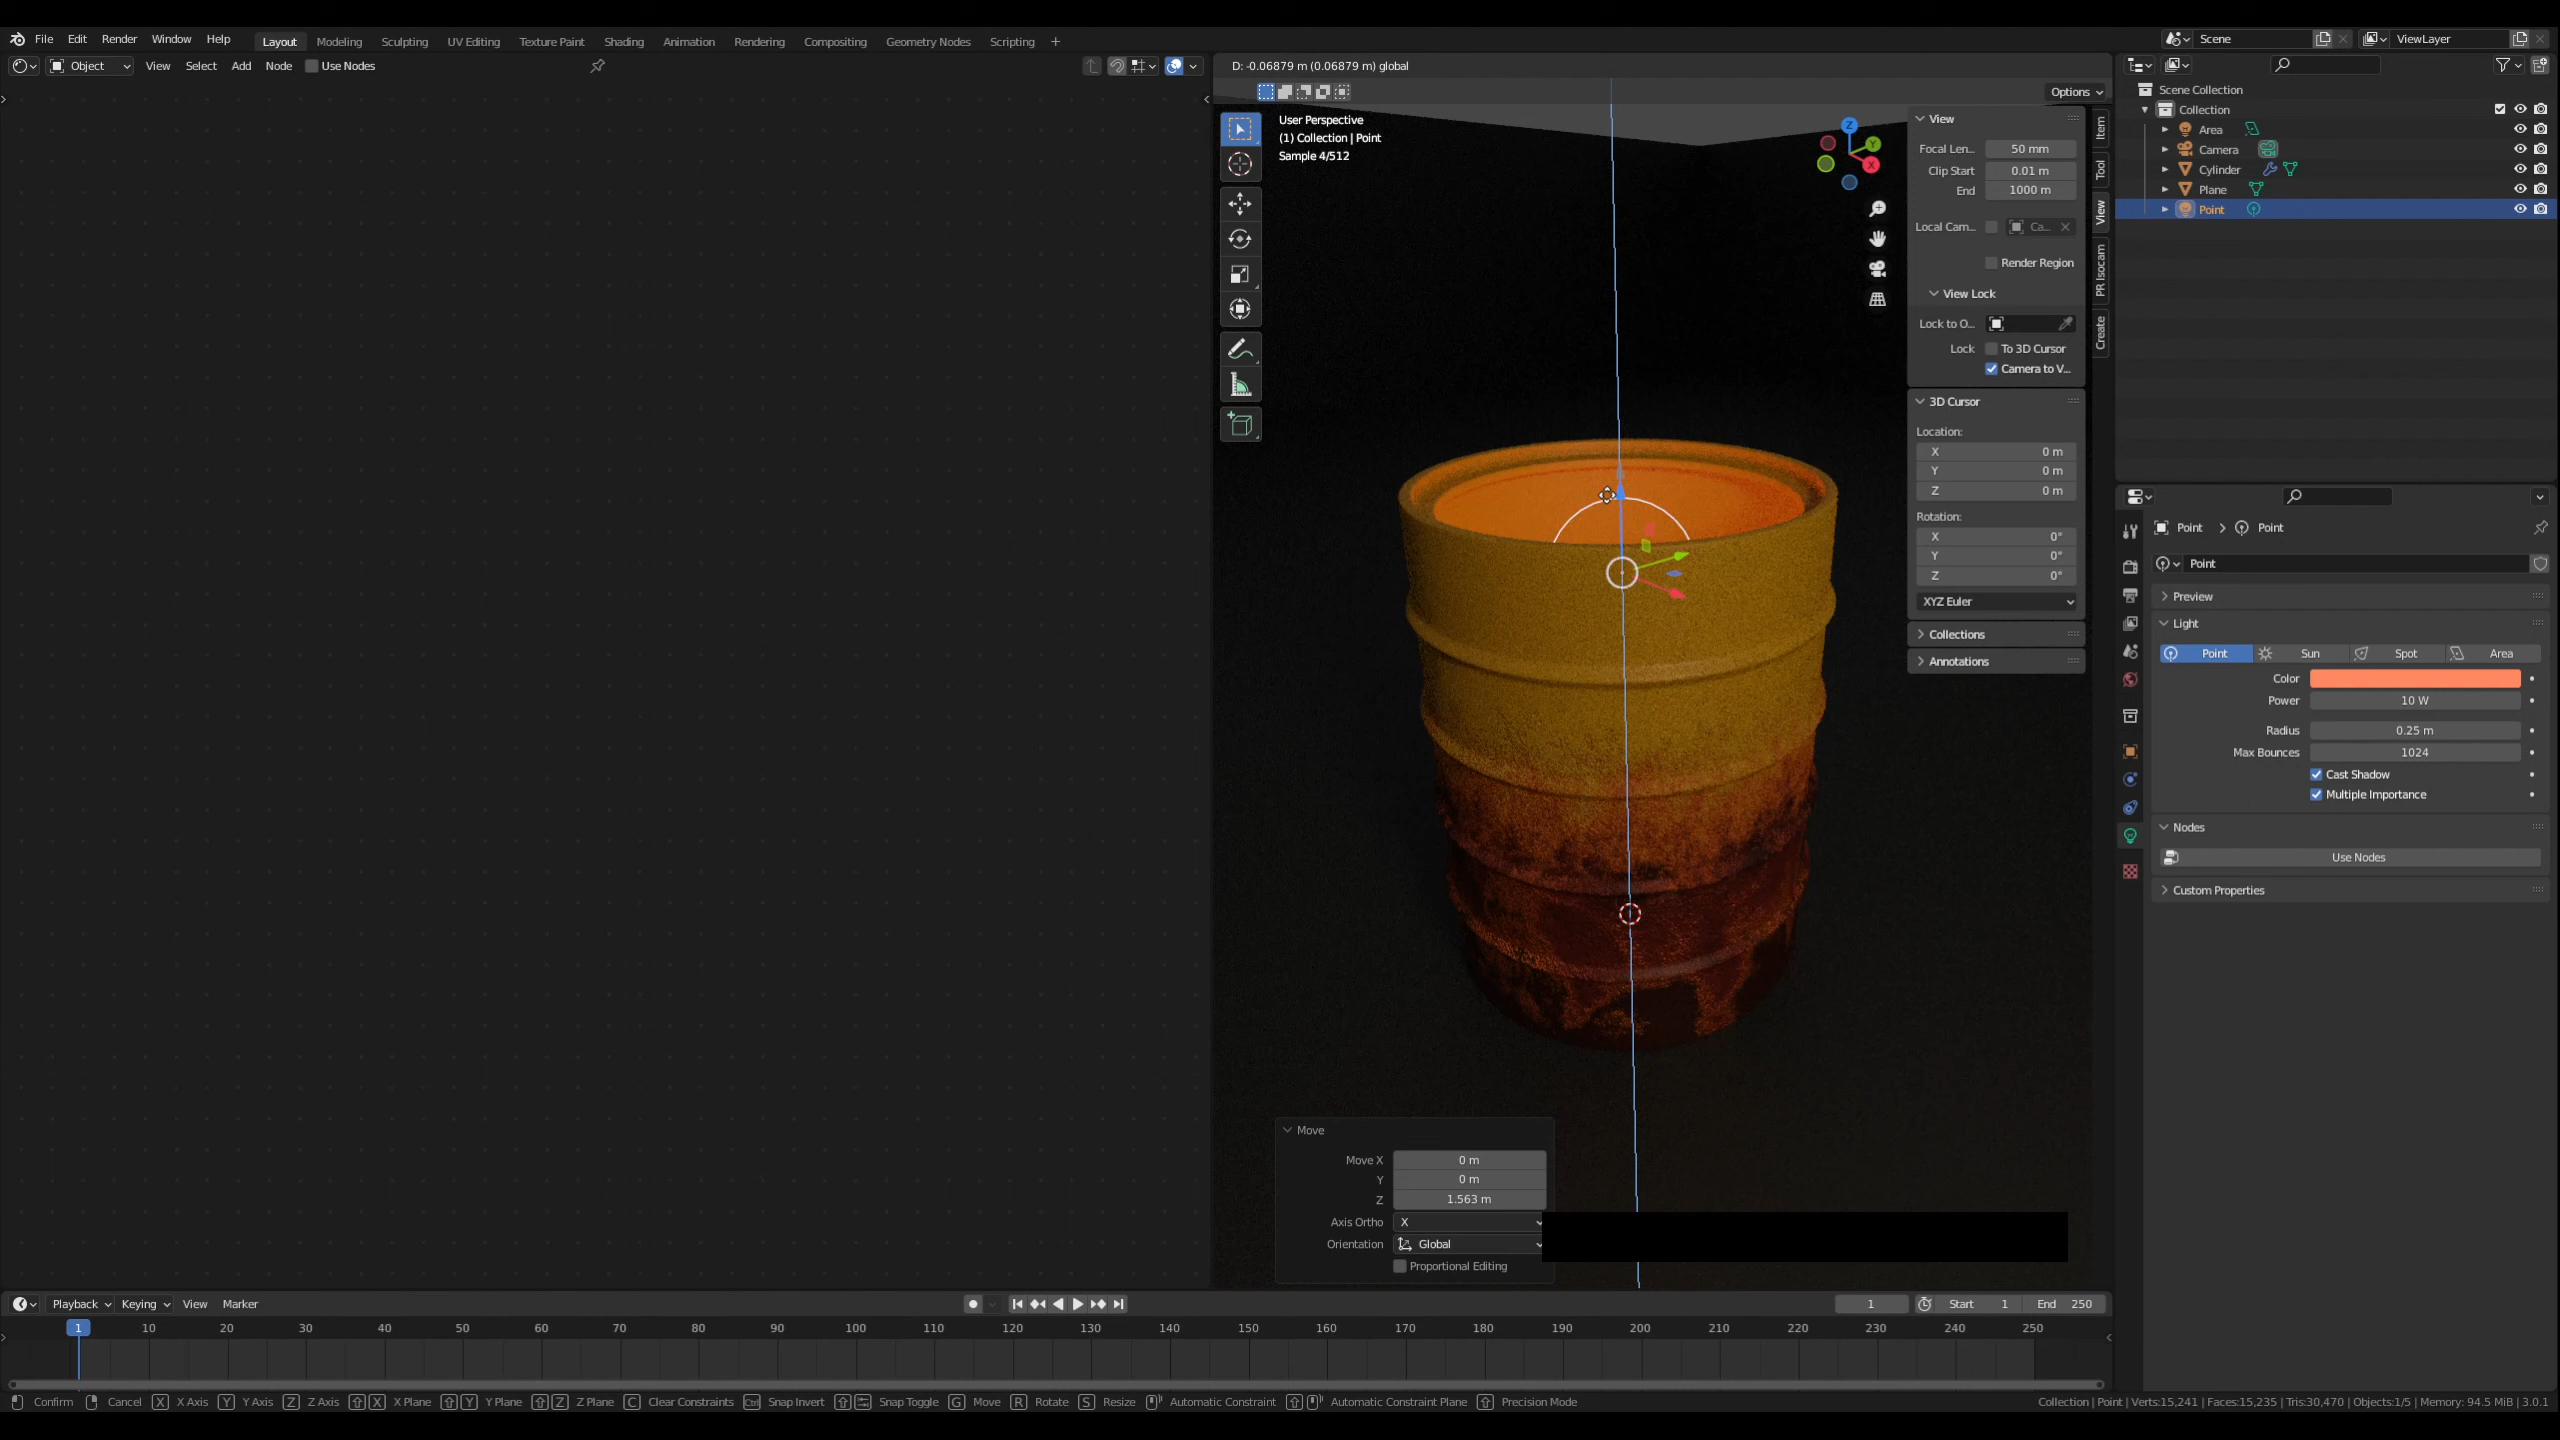 File Edit Render Window Help Layout Modeling Sculpting UV Editing Texture Paint Shading Animation Rendering Compositing Geometry Nodes Scripting + Scene ViewLayer
Object View Select Add Node Use Nodes
D: -0.06879 m (0.06879 m) global
Options
User Perspective
(1) Collection | Point
Sample 4/512
View
Focal Len... 50 mm
Clip Start 0.01 m
End 1000 m
Local Cam... Ca...
Render Region
View Lock
Lock to O...
Lock To 3D Cursor
Camera to V...
3D Cursor
Location:
X 0 m
Y 0 m
Z 0 m
Rotation:
X 0°
Y 0°
Z 0°
XYZ Euler
Collections
Annotations
Item
Tool
View
PR Isocam
Create
Z
Y
X
Scene Collection
Collection
Area
Camera
Cylinder
Plane
Point
Point > Point
Point
Preview
Light
Point Sun Spot Area
Color
Power 10 W
Radius 0.25 m
Max Bounces 1024
Cast Shadow
Multiple Importance
Nodes
Use Nodes
Custom Properties
Move
Move X 0 m
Y 0 m
Z 1.563 m
Axis Ortho X
Orientation Global
Proportional Editing
Playback Keying View Marker 1 Start 1 End 250
1 10 20 30 40 50 60 70 80 90 100 110 120 130 140 150 160 170 180 190 200 210 220 230 240 250
Confirm Cancel X X Axis Y Y Axis Z Z Axis X X Plane Y Y Plane Z Z Plane C Clear Constraints Ctrl Snap Invert Snap Toggle G Move R Rotate S Resize Automatic Constraint Automatic Constraint Plane Precision Mode Collection | Point | Verts:15,241 | Faces:15,235 | Tris:30,470 | Objects:1/5 | Memory: 94.5 MiB | 3.0.1